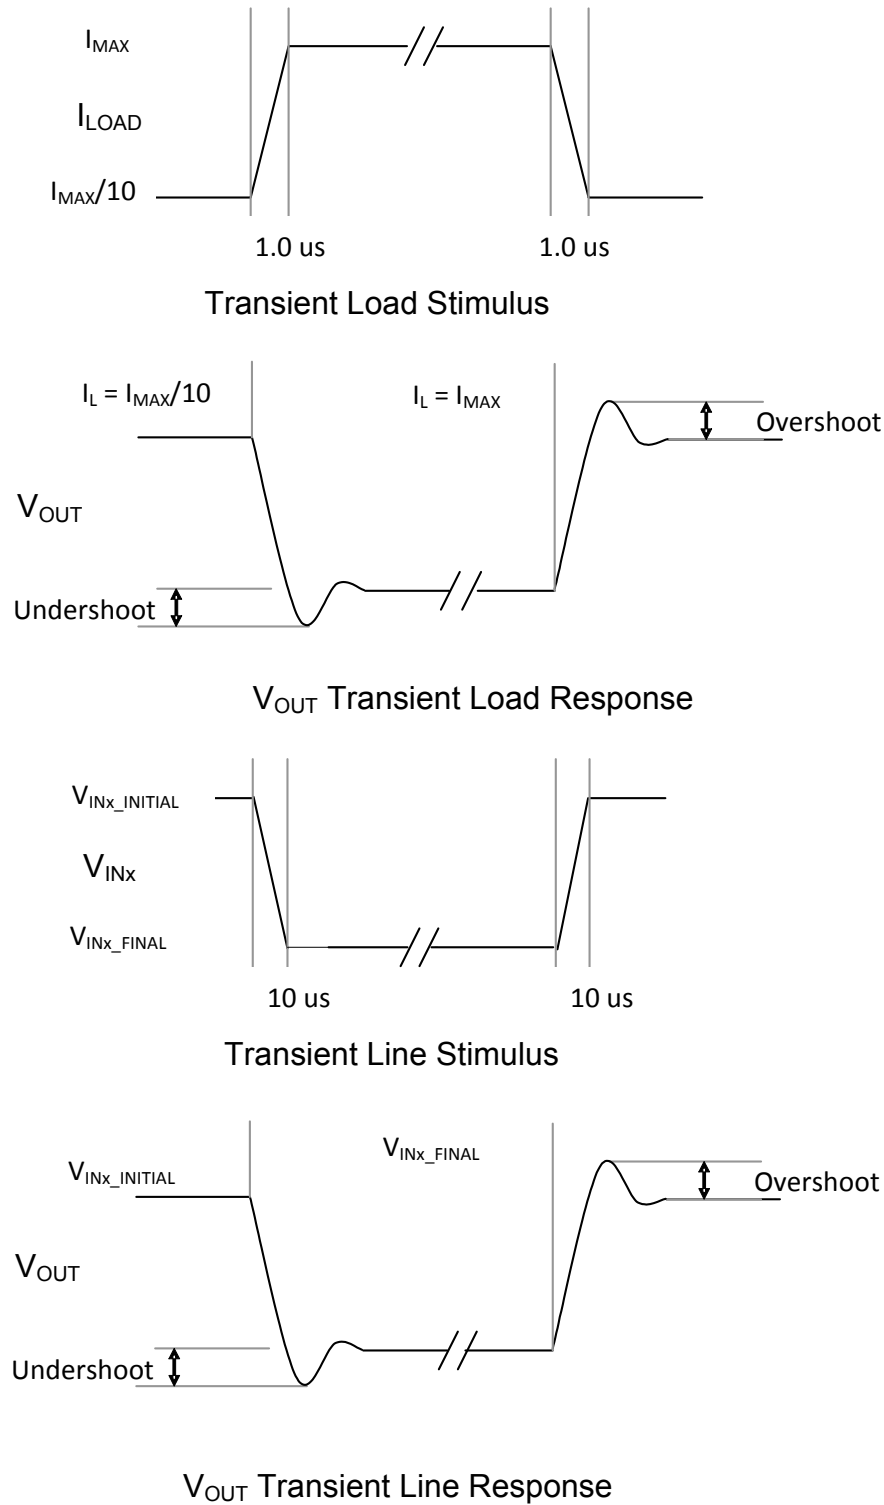 IMAX
ILOAD
IMAX/10
1.0 us 1.0 us
Transient Load Stimulus
IL = IMAX/10 IL = IMAX
Overshoot
VOUT
Undershoot
VOUT Transient Load Response
VINx_INITIAL
VINx
VINx_FINAL
10 us 10 us
Transient Line Stimulus
VINx_INITIAL VINx_FINAL
Overshoot
VOUT
Undershoot
VOUT Transient Line Response